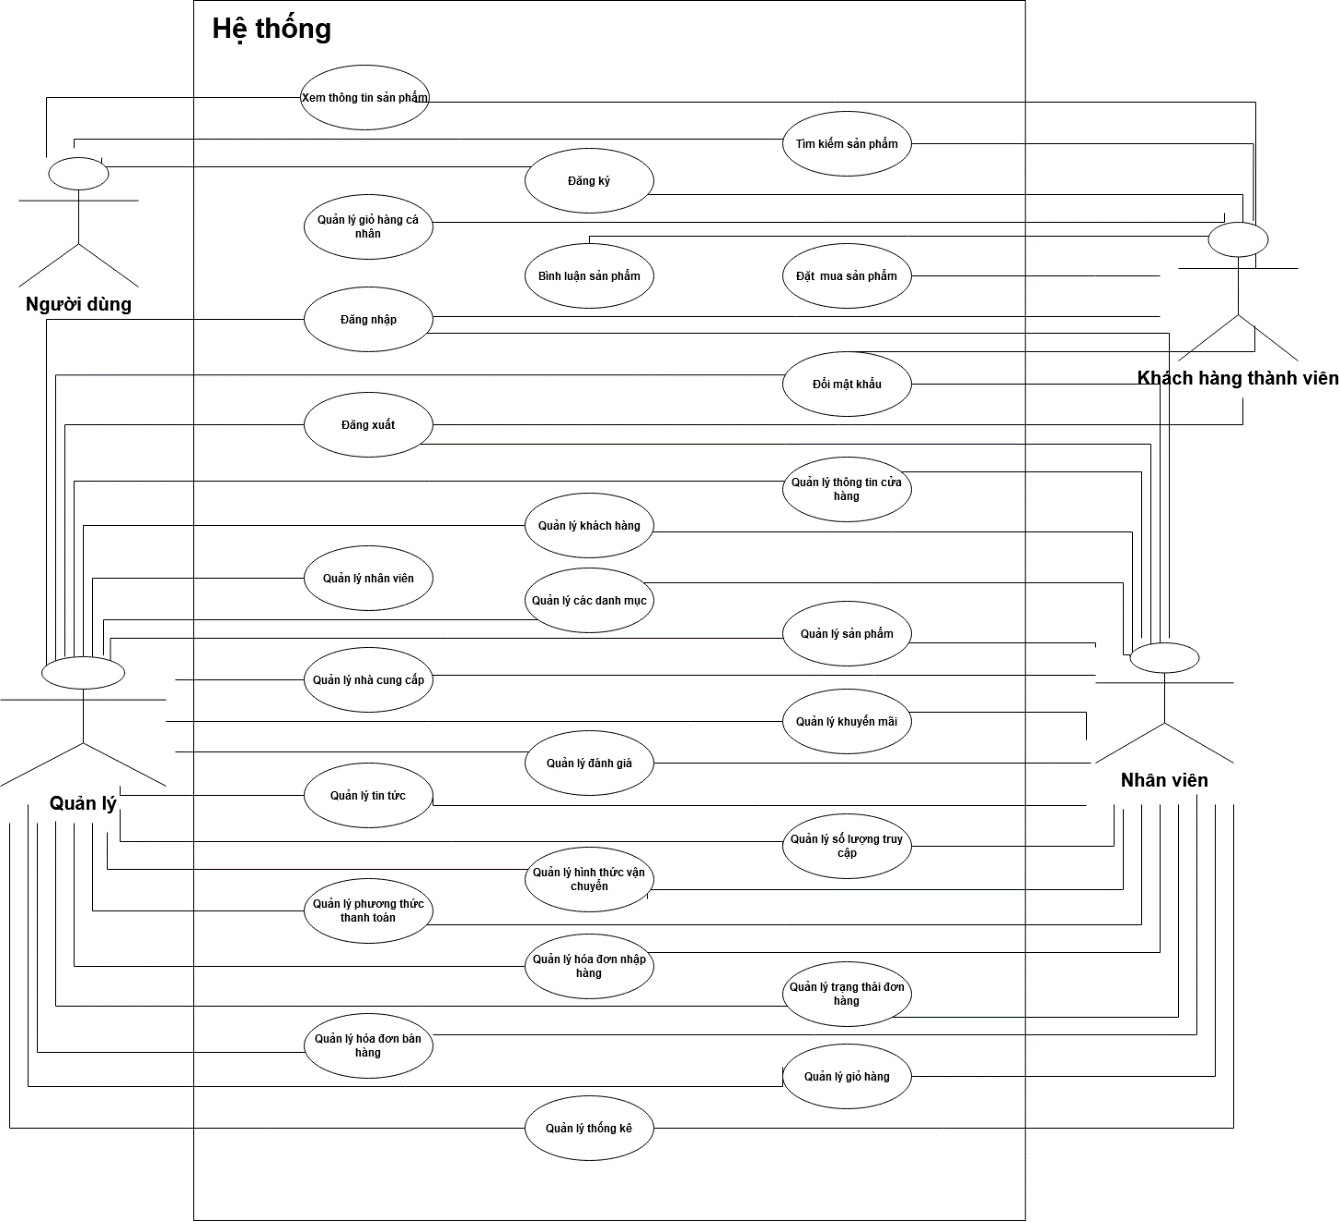 Hệ thống
Xem thông tin sản phẩm
Tìm kiếm sản phẩm
Đăng ký
Quản lý giỏ hàng cá
nhân
Bình luận sản phẩm
Đặt mua sản phẩm
Người dùng
Đăng nhập
Khách hàng thành viên
Đổi mật khẩu
Đăng xuất
Quản lý thông tin cửa
hàng
Quản lý khách hàng
Quản lý nhân viên
Quản lý các danh mục
Quản lý sản phẩm
Quản lý nhà cung cấp
Quản lý khuyến mãi
Quản lý đánh giá
Nhân viên
Quản lý tin tức
Quản lý
Quản lý số lượng truy
cập
Quản lý hình thức vận
chuyển
Quản lý phương thức
thanh toán
Quản lý hóa đơn nhập
hàng
Quản lý trạng thái đơn
hàng
Quản lý hóa đơn bán
hàng
Quản lý giỏ hàng
Quản lý thống kê